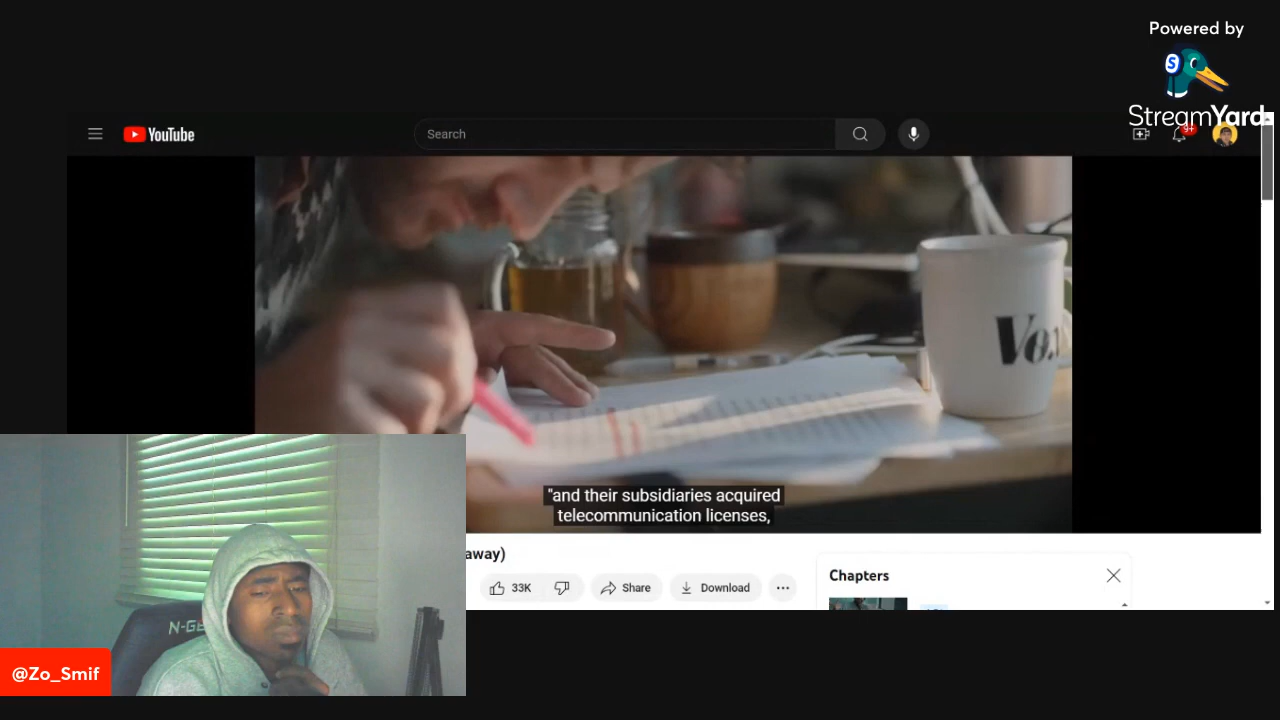 Powered by
S
StreamYard
YouTube
Search
9+
Vox
"and their subsidiaries acquired
telecommunication licenses,
away)
33K
Share
Download
Chapters
N-GE
@Zo_Smif